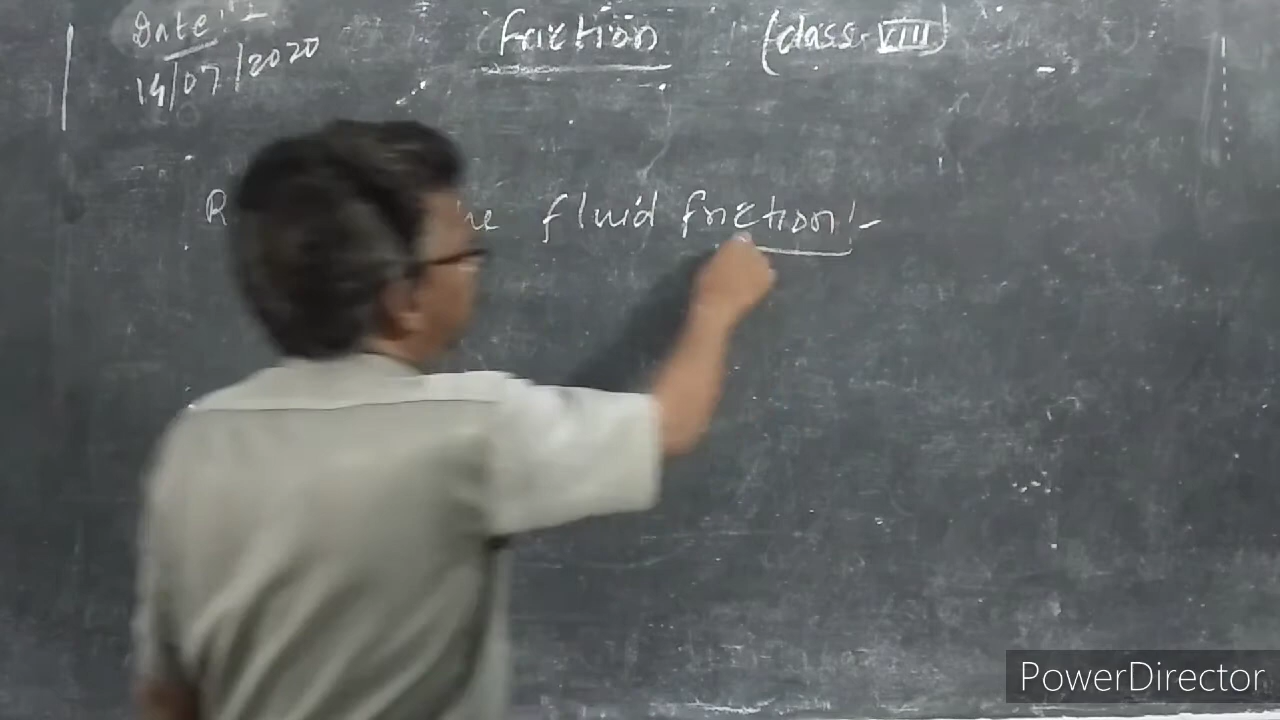 Date:-
14/07/2020
Friction
(class-VIII)
fluid friction:-
PowerDirector